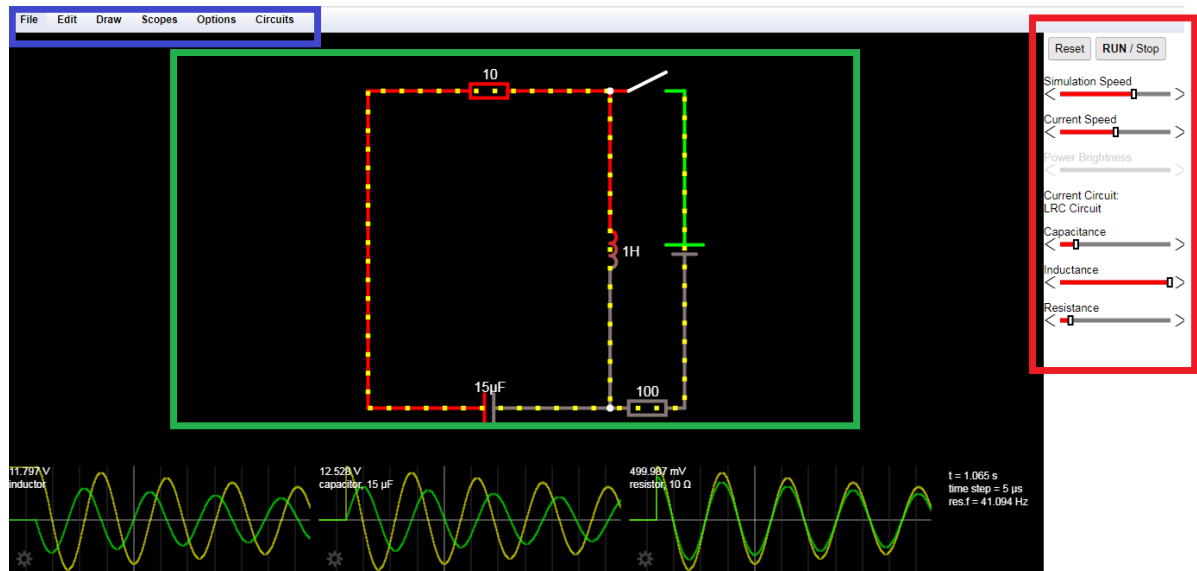 File Edit Draw Scopes Options Circuits
Reset RUN / Stop
Simulation Speed
Current Speed
Power Brightness
Current Circuit:
LRC Circuit
Capacitance
Inductance
Resistance
10
1H
15µF
100
11.797 V
inductor
12.528 V
capacitor, 15 µF
499.987 mV
resistor, 10 Ω
t = 1.065 s
time step = 5 µs
res.f = 41.094 Hz